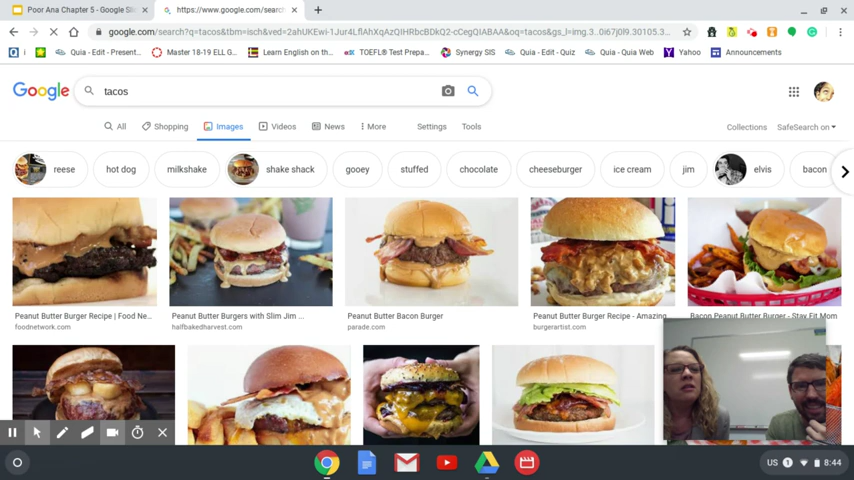 Poor Ana Chapter 5 - Google Sli
https://www.google.com/searc
google.com/search?q=tacos&tbm=isch&ved=2ahUKEwi-1Jur4LflAhXAzQIHRbcBDkQ2-cCegQIABAA&oq=tacos&gs_l=img.3..0i67j0l9.30105.3...
Quia - Edit - Present...
Master 18-19 ELL G...
Learn English on th...
TOEFL® Test Prepa...
Synergy SIS
Quia - Edit - Quiz
Quia - Quia Web
Yahoo
Announcements
Google
tacos
All
Shopping
Images
Videos
News
More
Settings
Tools
Collections
SafeSearch on
reese
hot dog
milkshake
shake shack
gooey
stuffed
chocolate
cheeseburger
ice cream
jim
elvis
bacon
Peanut Butter Burger Recipe | Food Ne...
foodnetwork.com
Peanut Butter Burgers with Slim Jim ...
halfbakedharvest.com
Peanut Butter Bacon Burger
parade.com
Peanut Butter Burger Recipe - Amazing
burgerartist.com
Bacon Peanut Butter Burger - Stay Fit Mom
US
1
8:44